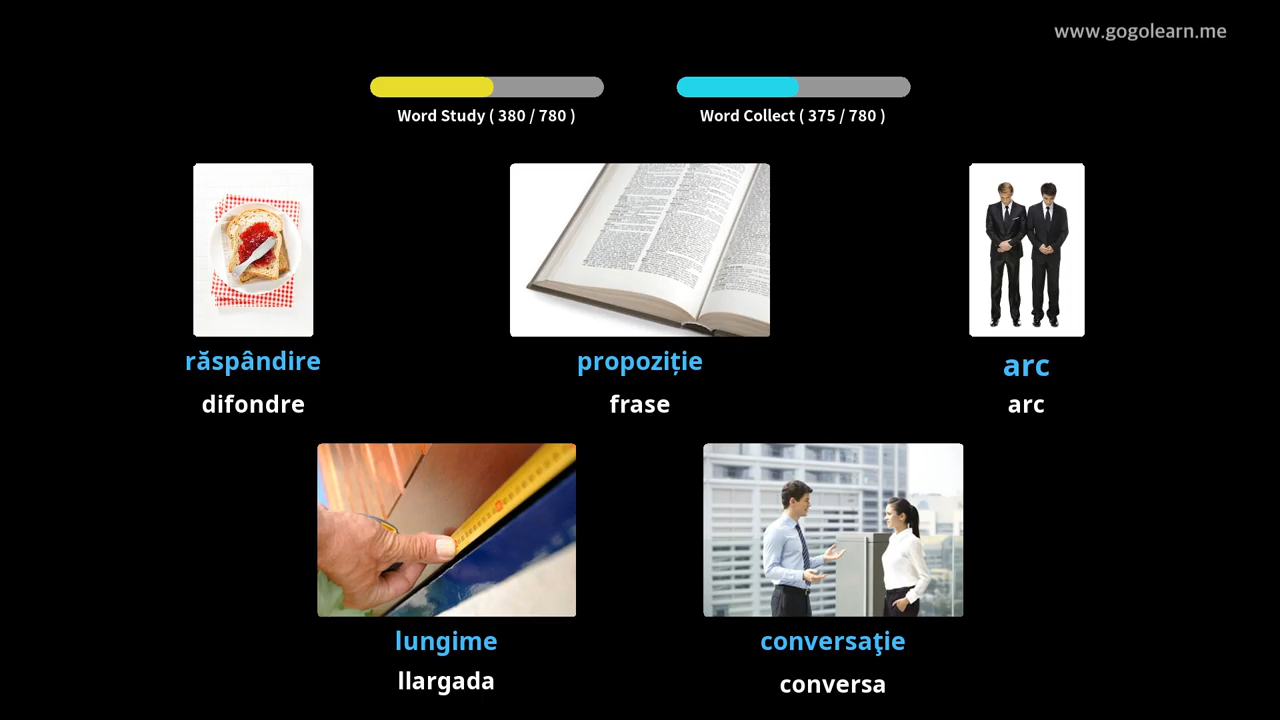 www.gogolearn.me
Word Study ( 380 / 780 )
Word Collect ( 375 / 780 )
răspândire
difondre
propoziție
frase
arc
arc
lungime
llargada
conversaţie
conversa